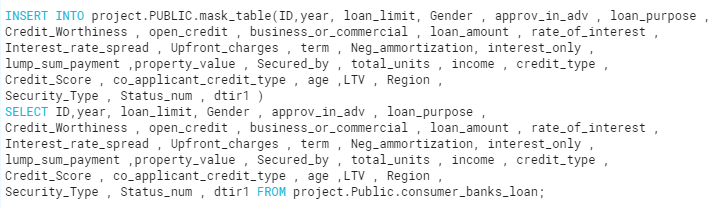 INSERT INTO project.PUBLIC.mask_table(ID,year, loan_limit, Gender , approv_in_adv , loan_purpose ,
Credit_Worthiness , open_credit , business_or_commercial , loan_amount , rate_of_interest ,
Interest_rate_spread , Upfront_charges , term , Neg_ammortization, interest_only ,
lump_sum_payment ,property_value , Secured_by , total_units , income , credit_type ,
Credit_Score , co_applicant_credit_type , age ,LTV , Region ,
Security_Type , Status_num , dtir1 )
SELECT ID,year, loan_limit, Gender , approv_in_adv , loan_purpose ,
Credit_Worthiness , open_credit , business_or_commercial , loan_amount , rate_of_interest ,
Interest_rate_spread , Upfront_charges , term , Neg_ammortization, interest_only ,
lump_sum_payment ,property_value , Secured_by , total_units , income , credit_type ,
Credit_Score , co_applicant_credit_type , age ,LTV , Region ,
Security_Type , Status_num , dtir1 FROM project.Public.consumer_banks_loan;